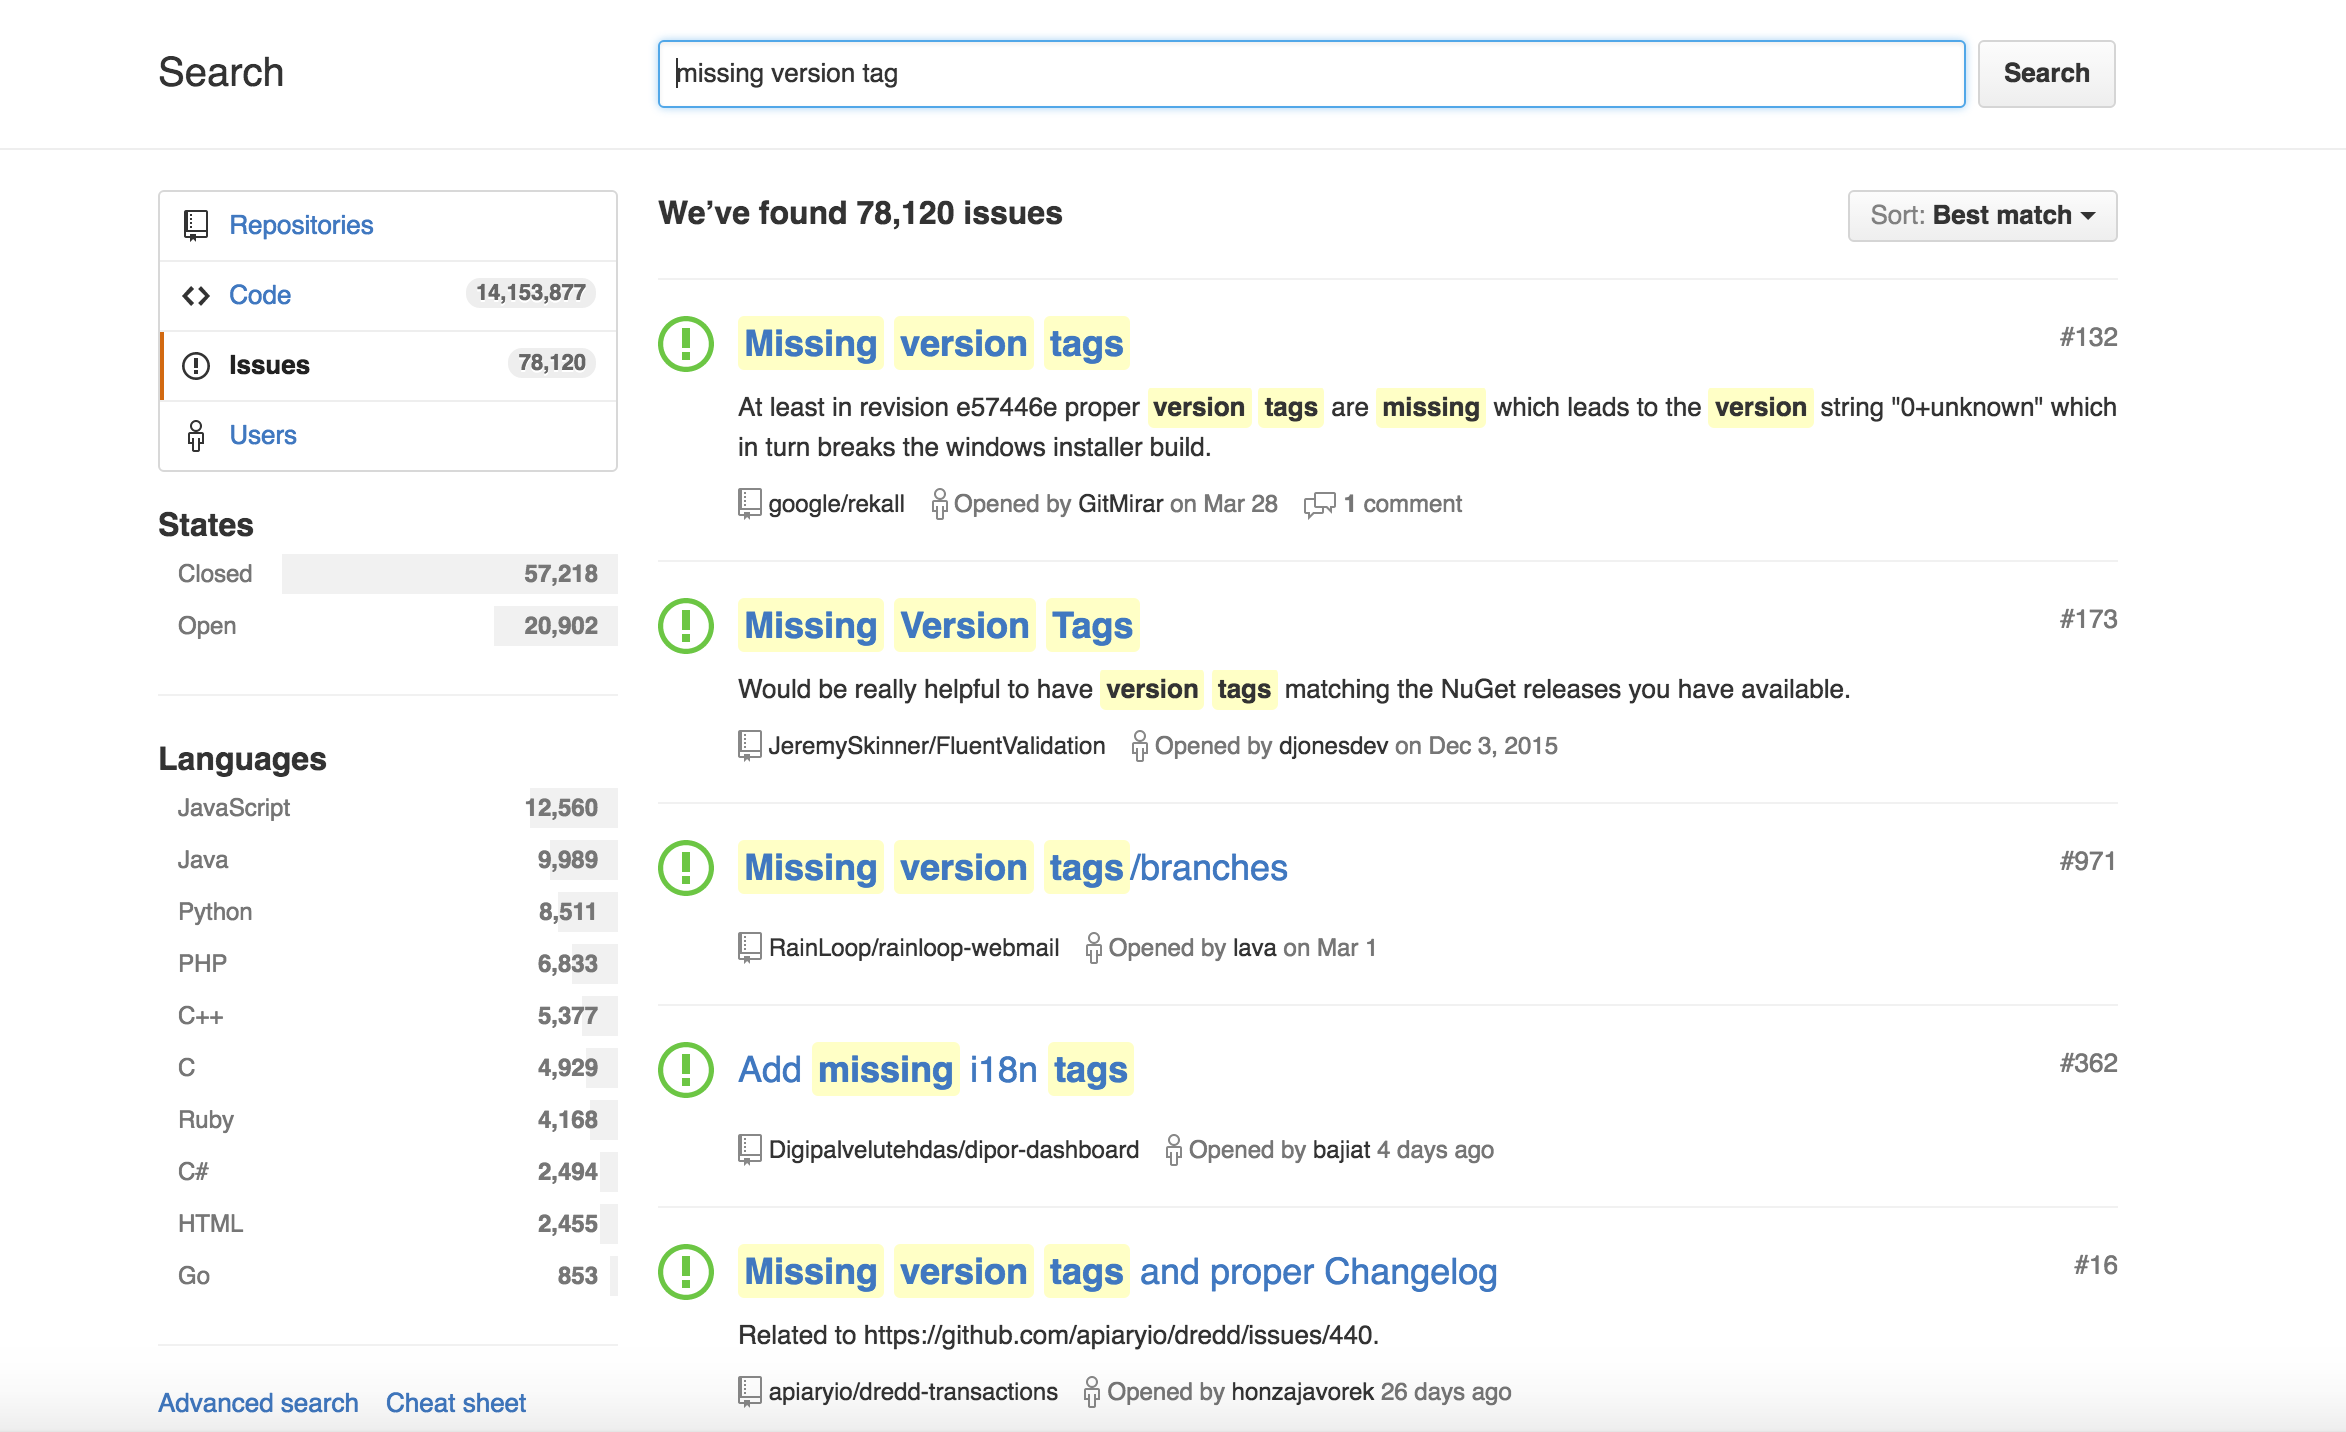 Search
missing version tag
Search
Repositories
Code 14,153,877
Issues 78,120
Users
States
Closed 57,218
Open 20,902
Languages
JavaScript 12,560
Java 9,989
Python 8,511
PHP 6,833
C++ 5,377
C 4,929
Ruby 4,168
C# 2,494
HTML 2,455
Go 853
Advanced search Cheat sheet
We’ve found 78,120 issues
Sort: Best match
Missing version tags #132
At least in revision e57446e proper version tags are missing which leads to the version string "0+unknown" which
in turn breaks the windows installer build.
google/rekall Opened by GitMirar on Mar 28 1 comment
Missing Version Tags #173
Would be really helpful to have version tags matching the NuGet releases you have available.
JeremySkinner/FluentValidation Opened by djonesdev on Dec 3, 2015
Missing version tags/branches #971
RainLoop/rainloop-webmail Opened by lava on Mar 1
Add missing i18n tags #362
Digipalvelutehdas/dipor-dashboard Opened by bajiat 4 days ago
Missing version tags and proper Changelog #16
Related to https://github.com/apiaryio/dredd/issues/440.
apiaryio/dredd-transactions Opened by honzajavorek 26 days ago